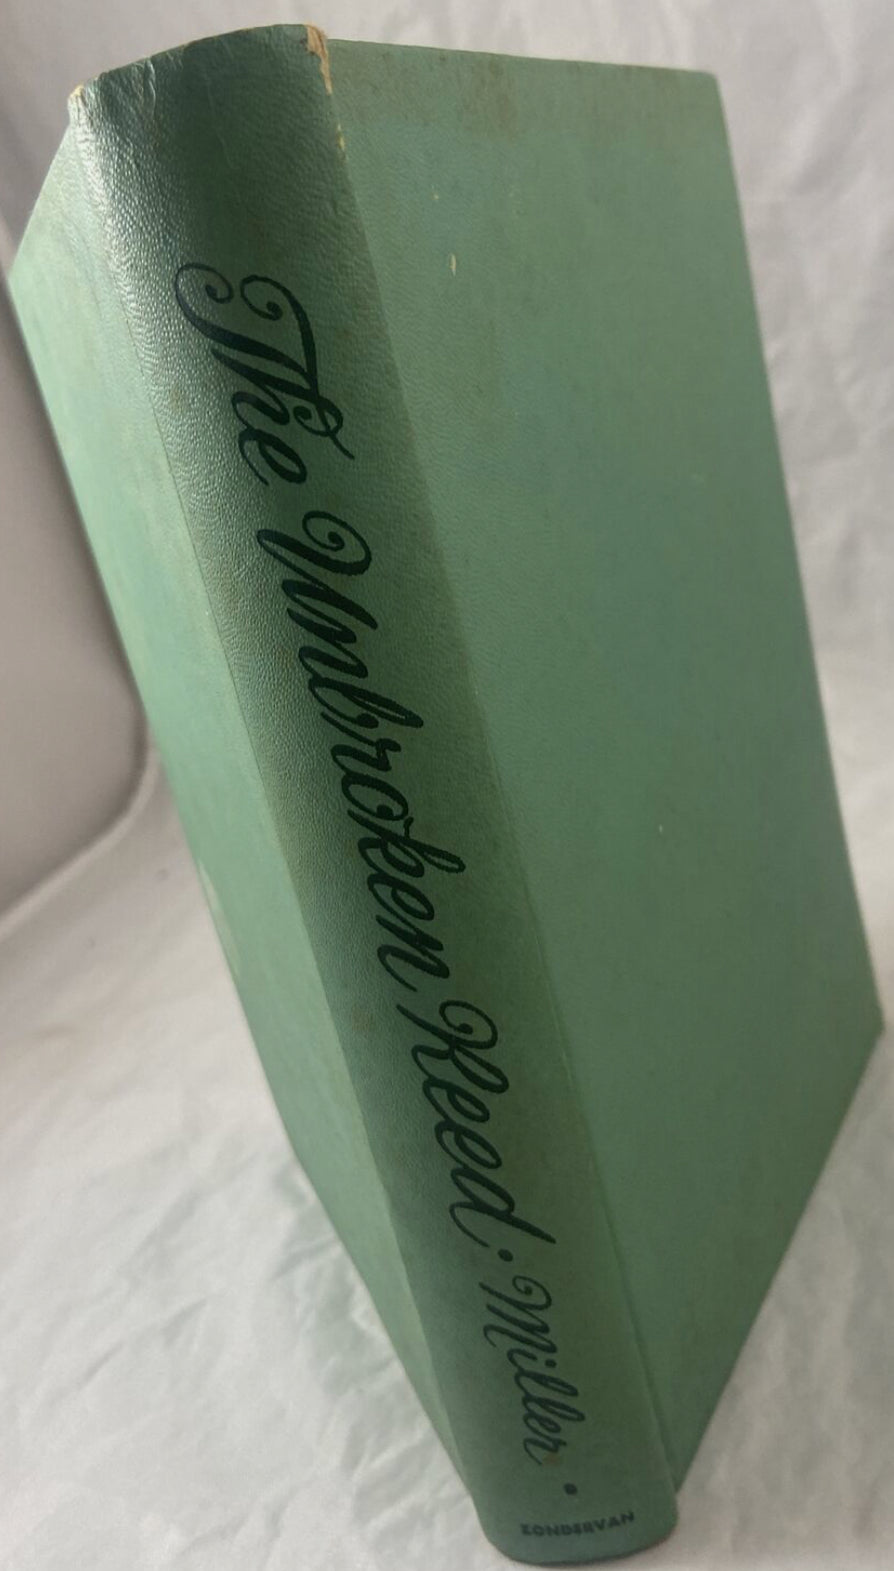 The Unbroken Reed · Miller •
ZONDERVAN